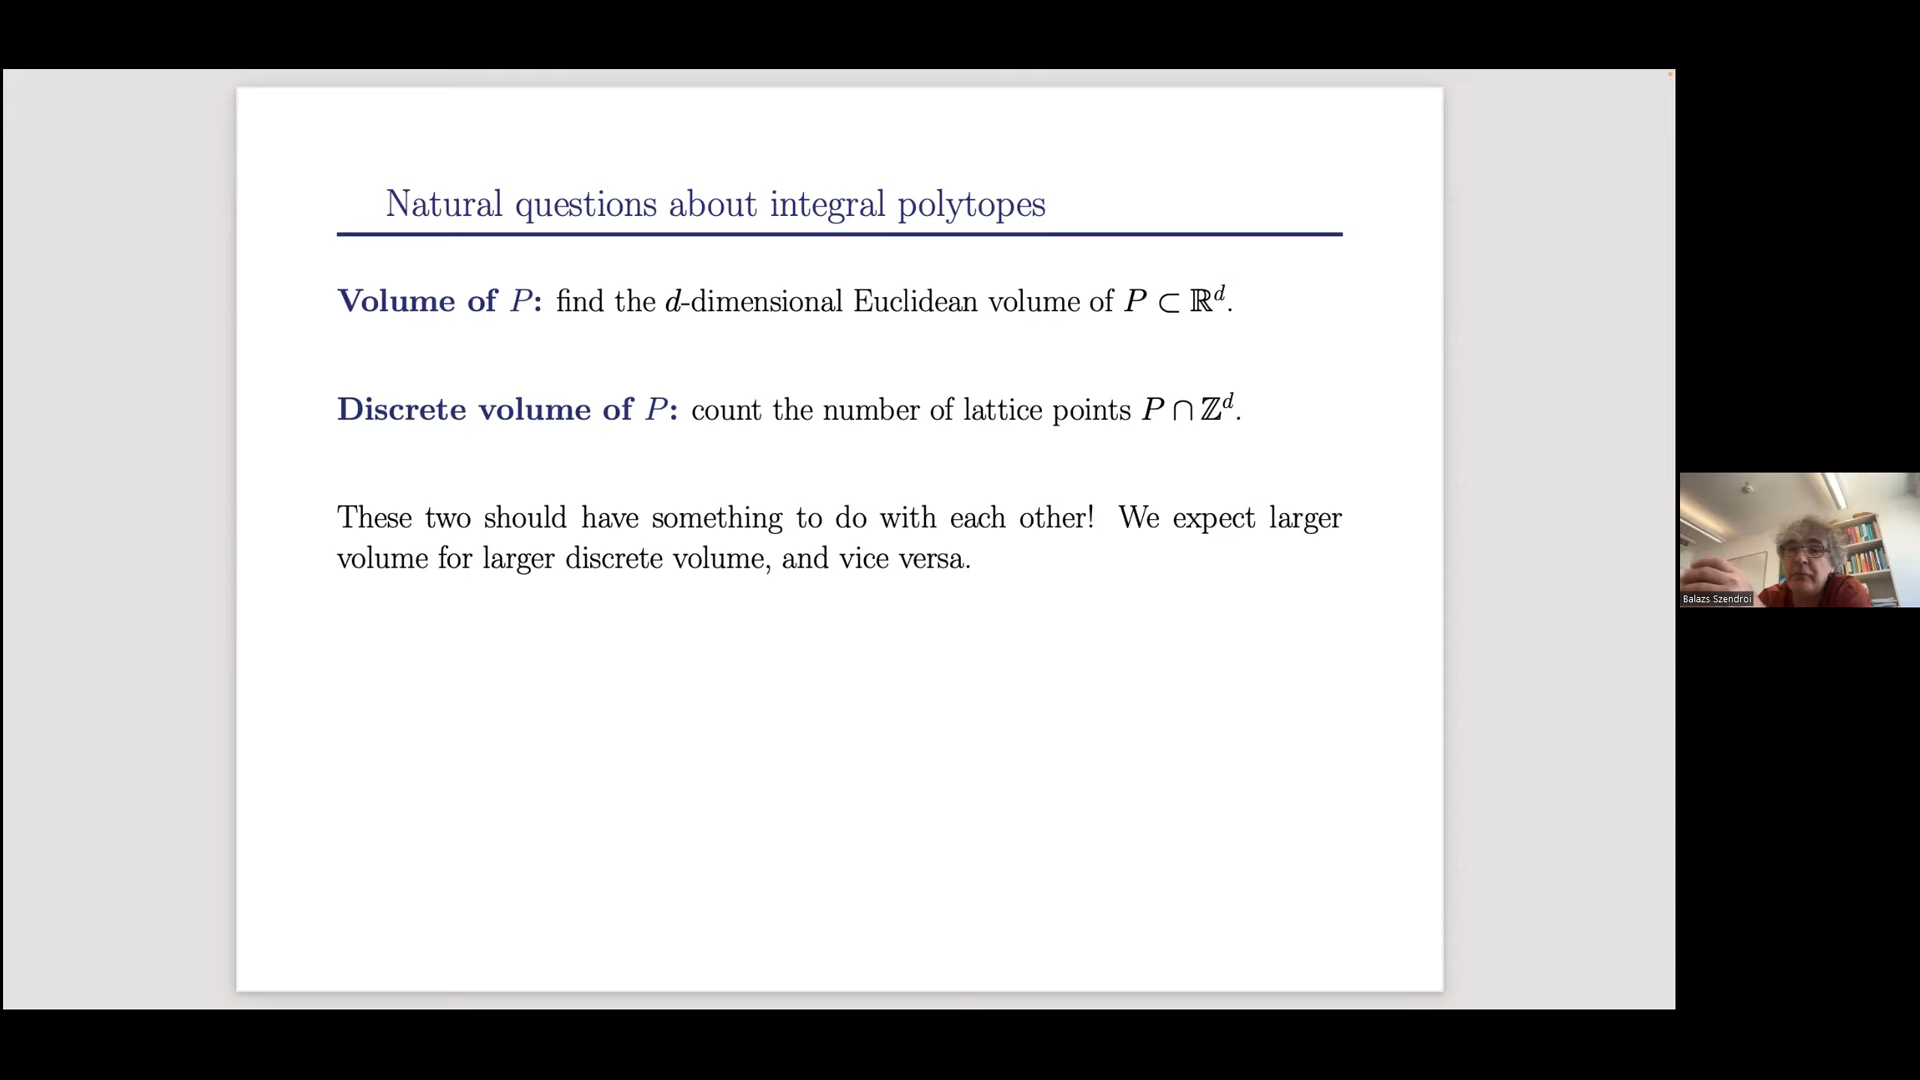 Natural questions about integral polytopes
Volume of P: find the d-dimensional Euclidean volume of P ⊂ ℝ^d.
Discrete volume of P: count the number of lattice points P ∩ ℤ^d.
These two should have something to do with each other! We expect larger
volume for larger discrete volume, and vice versa.
Balazs Szendroi